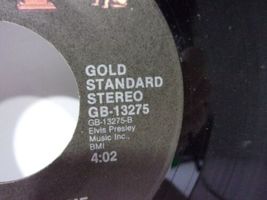 GOLD
STANDARD
STEREO
GB-13275
GB-13275-B
Elvis Presley
Music Inc.,
BMI
4:02